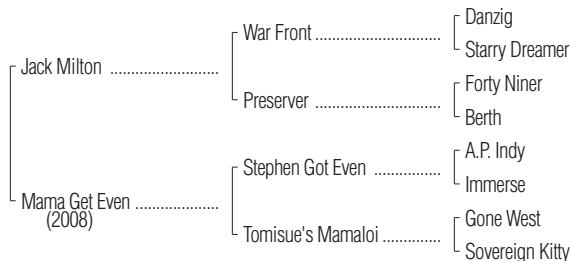 Danzig
War Front ..............................
Starry Dreamer
Jack Milton ..........................
Forty Niner
Preserver ..............................
Berth
A.P. Indy
Stephen Got Even ................
Immerse
Mama Get Even ....................
(2008)
Gone West
Tomisue's Mamaloi ..............
Sovereign Kitty